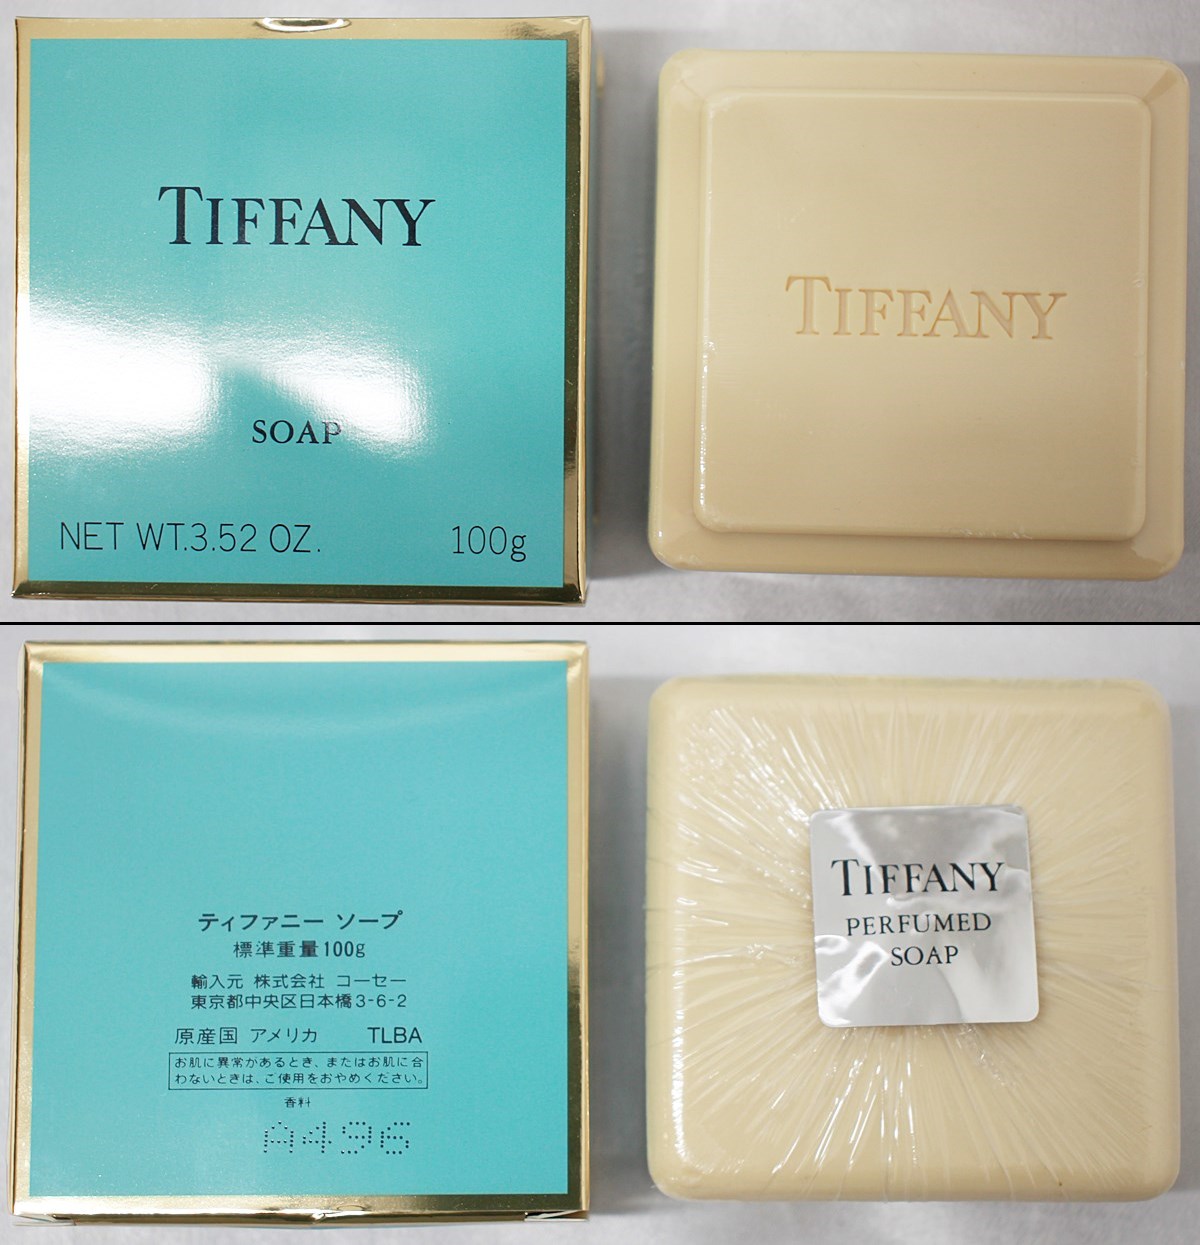 TIFFANY
SOAP
NET WT.3.52 OZ. 100g
TIFFANY
ティファニー ソープ
標準重量100g
輸入元 株式会社 コーセー
東京都中央区日本橋3-6-2
原産国 アメリカ TLBA
お肌に異常があるとき、またはお肌に合
わないときは、ご使用をおやめください。
香料
A496
TIFFANY
PERFUMED
SOAP